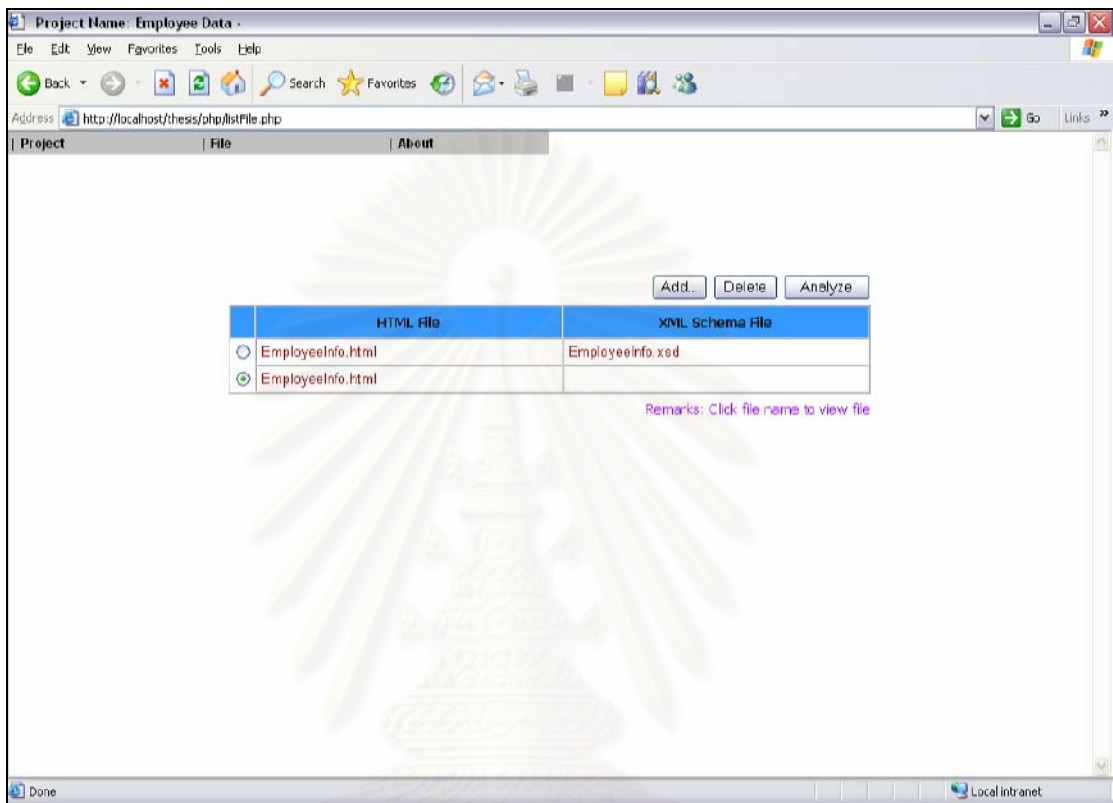 Project Name: Employee Data -
File Edit View Favorites Tools Help
Back Search Favorites
Address http://localhost/thesis/php/listFile.php Go Links »
| Project | File | About
Add... Delete Analyze
HTML File XML Schema File
EmployeeInfo.html EmployeeInfo.xsd
EmployeeInfo.html
Remarks: Click file name to view file
Done Local intranet